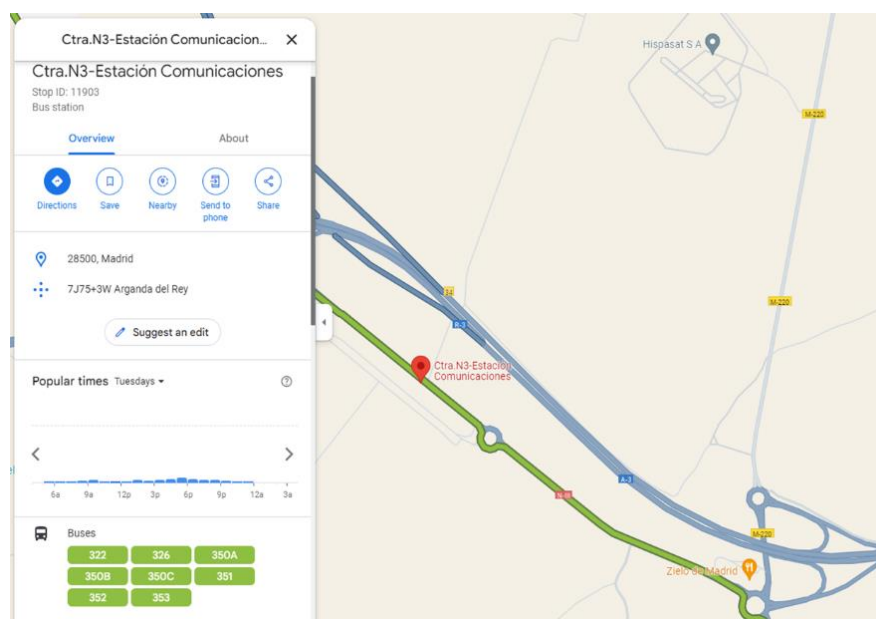 Ctra.N3-Estación Comunicacion...
Ctra.N3-Estación Comunicaciones
Stop ID: 11903
Bus station
Overview
About
Directions
Save
Nearby
Send to
phone
Share
28500, Madrid
7J75+3W Arganda del Rey
Suggest an edit
Popular times Tuesdays
6a 9a 12p 3p 6p 9p 12a 3a
Buses
322 326 350A
350B 350C 351
352 353
Hispasat S A
M-220
M-220
34
R-3
Ctra.N3-Estación
Comunicaciones
A-3
N-III
M-220
Zielo de Madrid